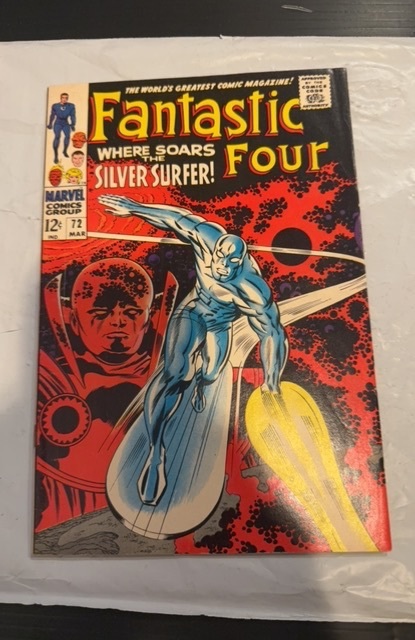 THE WORLD'S GREATEST COMIC MAGAZINE!
Fantastic
Four
WHERE SOARS
THE
SILVER SURFER!
APPROVED
BY THE
COMICS
CODE
AUTHORITY
MARVEL
COMICS
GROUP
12¢ 72
IND. MAR